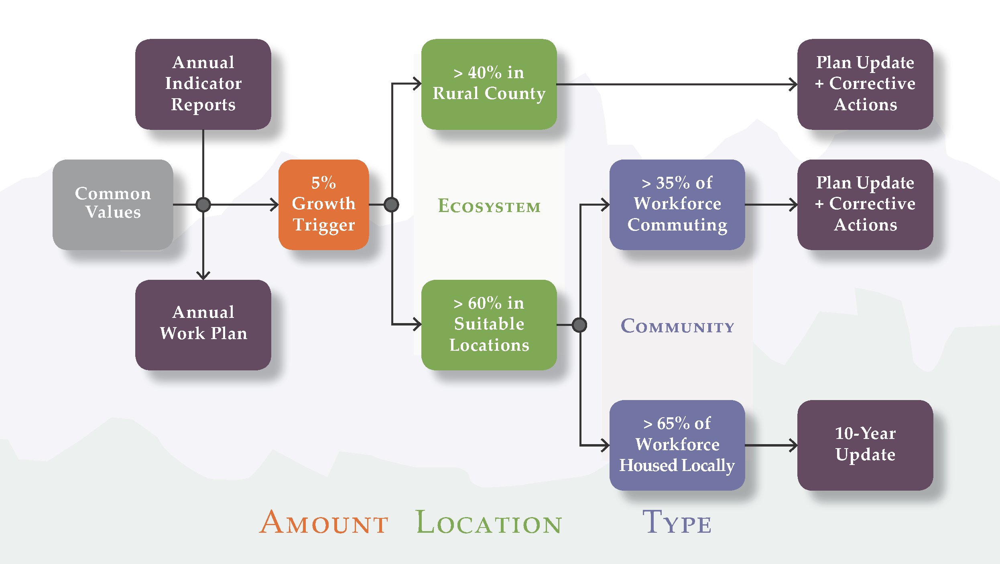 Annual
Indicator
Reports
> 40% in
Rural County
Plan Update
+ Corrective
Actions
Common
Values
5%
Growth
Trigger
Ecosystem
> 35% of
Workforce
Commuting
Plan Update
+ Corrective
Actions
Annual
Work Plan
> 60% in
Suitable
Locations
Community
> 65% of
Workforce
Housed Locally
10-Year
Update
Amount
Location
Type